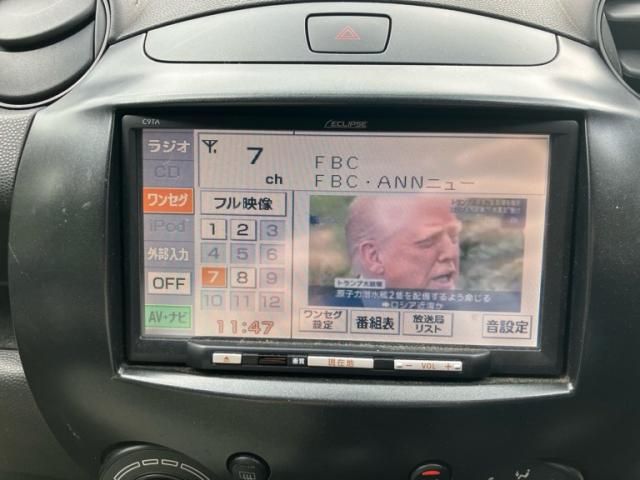 C9TA
ECLIPSE
ラジオ
CD
ワンセグ
iPod
外部入力
OFF
AV・ナビ
7
ch
FBC
FBC・ANNニュー
フル映像
1 2 3
4 5 6
7 8 9
10 11 12
11:47
トランプ大統領
原子力潜水艦2隻を配備するよう命じる
ワンセグ
設定
番組表
放送局
リスト
音設定
画質
現在地
− VOL +